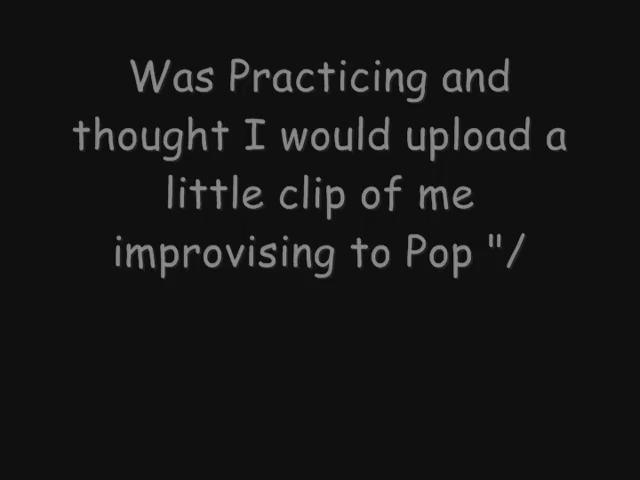 Was Practicing and
thought I would upload a
little clip of me
improvising to Pop "/